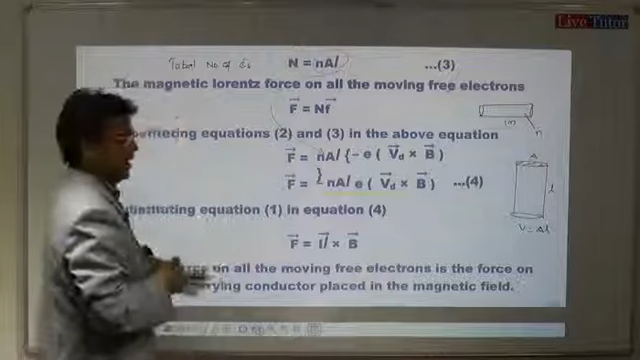 Live Tutor
Total No of es
N = nAl ...(3)
The magnetic lorentz force on all the moving free electrons
F⃗ = Nf⃗
equations (2) and (3) in the above equation
F⃗ = nAl {- e ( V⃗d × B⃗ )
F⃗ = } nAl e ( V⃗d × B⃗ ) ...(4)
equation (1) in equation (4)
F⃗ = Il⃗ × B⃗
on all the moving free electrons is the force on
conductor placed in the magnetic field.
1m
n
A
l
V = Al